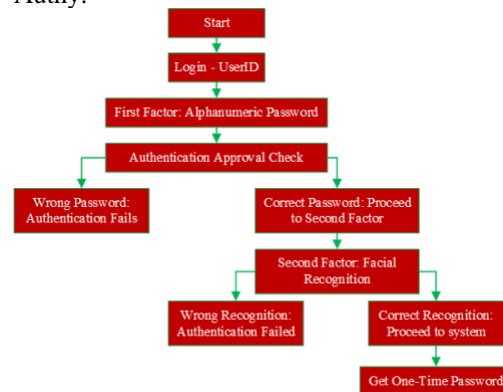 Authy.
Start
Login - UserID
First Factor: Alphanumeric Password
Authentication Approval Check
Wrong Password:
Authentication Fails
Correct Password: Proceed
to Second Factor
Second Factor: Facial
Recognition
Wrong Recognition:
Authentication Failed
Correct Recognition:
Proceed to system
Get One-Time Password